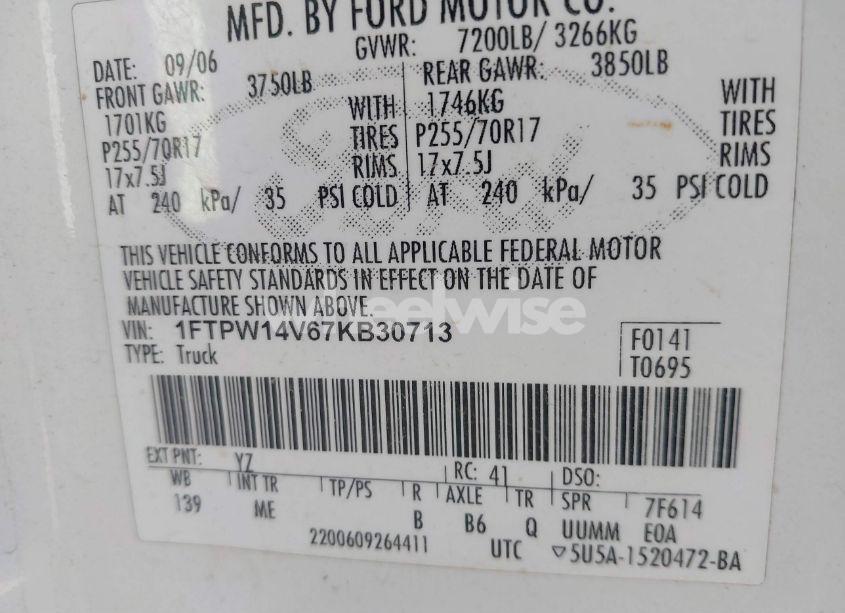 MFD. BY FORD MOTOR CO.
DATE: 09/06 GVWR: 7200LB/ 3266KG
FRONT GAWR: 3750LB REAR GAWR: 3850LB
1701KG WITH 1746KG WITH
P255/70R17 TIRES P255/70R17 TIRES
17x7.5J RIMS 17x7.5J RIMS
AT 240 kPa/ 35 PSI COLD AT 240 kPa/ 35 PSI COLD
THIS VEHICLE CONFORMS TO ALL APPLICABLE FEDERAL MOTOR
VEHICLE SAFETY STANDARDS IN EFFECT ON THE DATE OF
MANUFACTURE SHOWN ABOVE.
wheelwise
VIN: 1FTPW14V67KB30713 F0141
TYPE: Truck T0695
EXT PNT: YZ RC: 41 DSO:
WB INT TR TP/PS R AXLE TR SPR 7F614
139 ME B B6 Q UUMM E0A
2200609264411 UTC ▽5U5A-1520472-BA